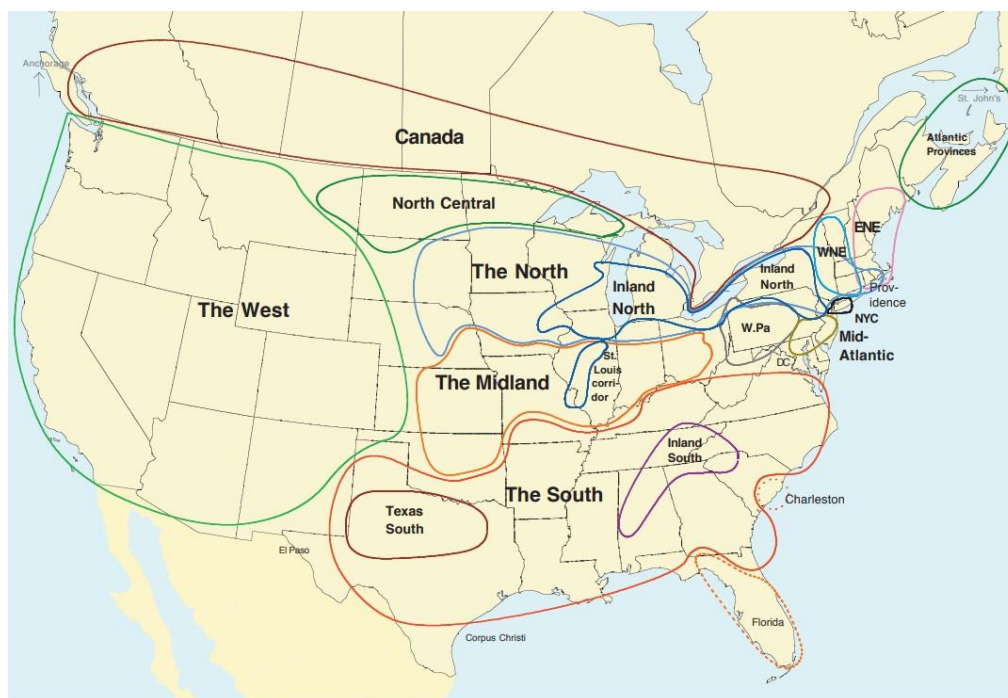 Anchorage
St. John's
Atlantic
Provinces
Canada
North Central
ENE
WNE
The North
Inland
North
Inland
North
Prov-
idence
The West
NYC
W.Pa
Mid-
Atlantic
DC
St.
Louis
corri
dor
The Midland
Inland
South
The South
Charleston
Texas
South
El Paso
Florida
Corpus Christi